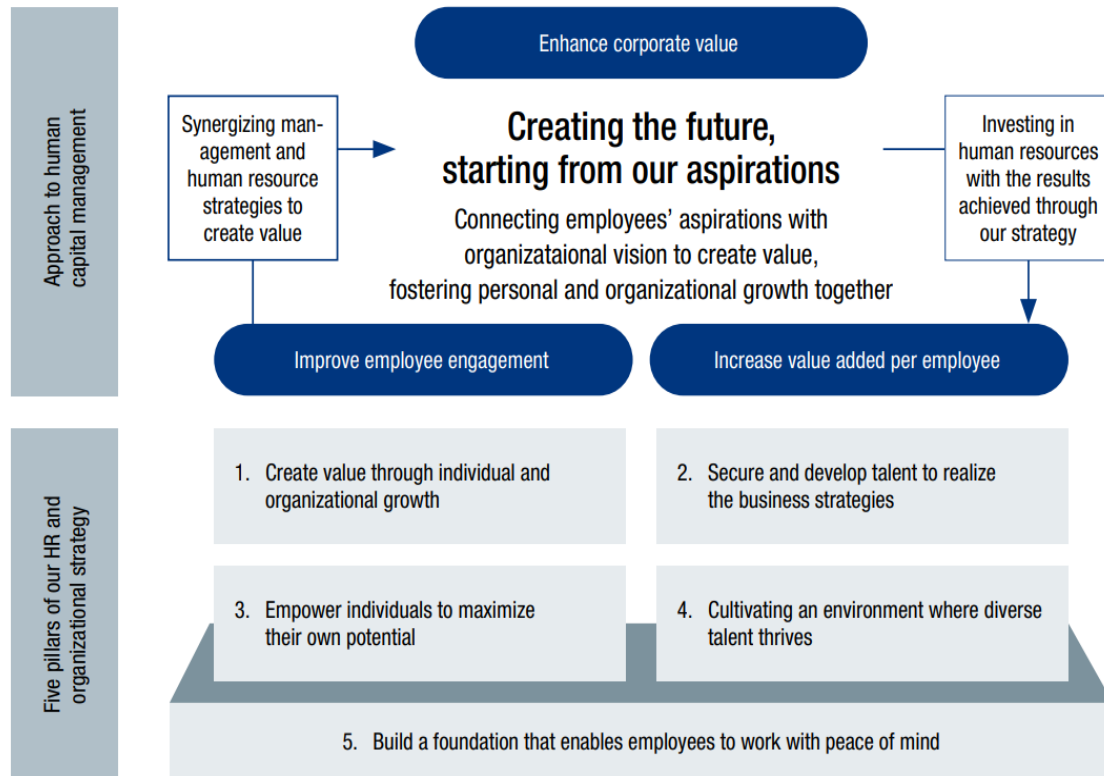 Approach to human
capital management
Enhance corporate value
Synergizing man-
agement and
human resource
strategies to
create value
Creating the future,
starting from our aspirations
Connecting employees’ aspirations with
organizataional vision to create value,
fostering personal and organizational growth together
Investing in
human resources
with the results
achieved through
our strategy
Improve employee engagement
Increase value added per employee
Five pillars of our HR and
organizational strategy
1. Create value through individual and
organizational growth
2. Secure and develop talent to realize
the business strategies
3. Empower individuals to maximize
their own potential
4. Cultivating an environment where diverse
talent thrives
5. Build a foundation that enables employees to work with peace of mind